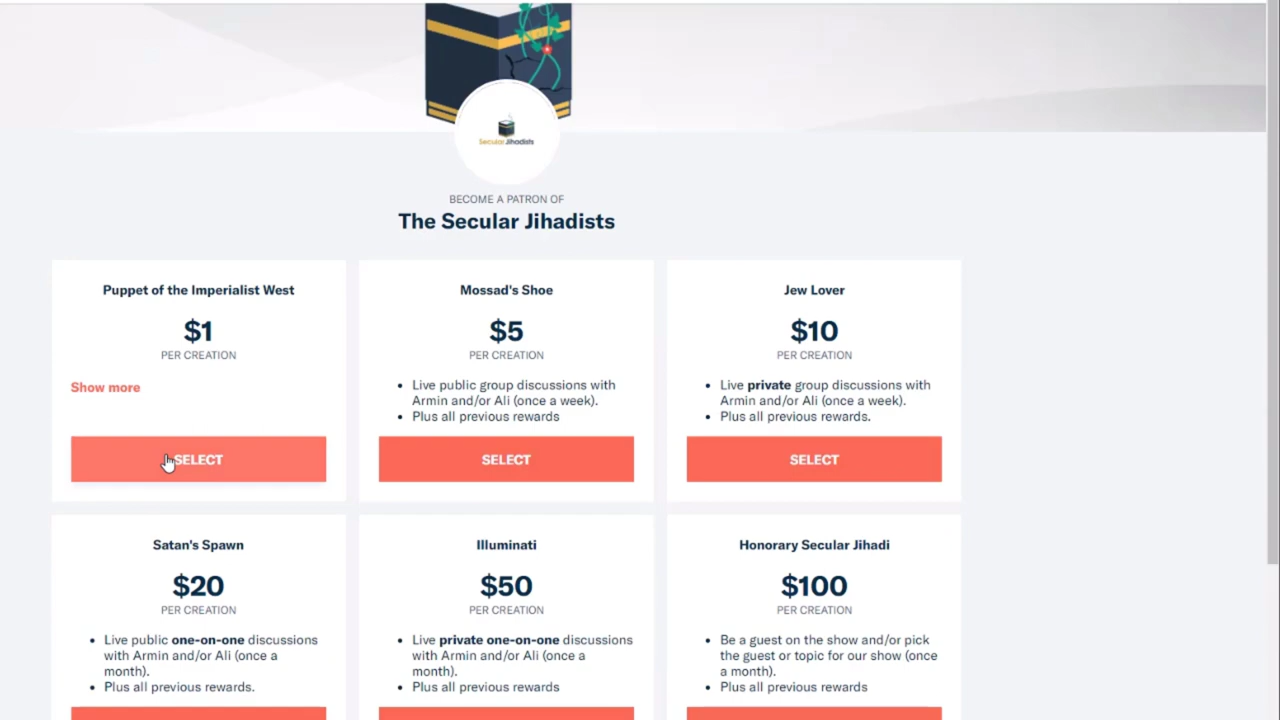 Secular Jihadists
BECOME A PATRON OF
The Secular Jihadists
Puppet of the Imperialist West
$1
PER CREATION
Show more
SELECT
Mossad's Shoe
$5
PER CREATION
• Live public group discussions with
Armin and/or Ali (once a week).
• Plus all previous rewards
SELECT
Jew Lover
$10
PER CREATION
• Live private group discussions with
Armin and/or Ali (once a week).
• Plus all previous rewards.
SELECT
Satan's Spawn
$20
PER CREATION
• Live public one-on-one discussions
with Armin and/or Ali (once a
month).
• Plus all previous rewards.
Illuminati
$50
PER CREATION
• Live private one-on-one discussions
with Armin and/or Ali (once a
month).
• Plus all previous rewards
Honorary Secular Jihadi
$100
PER CREATION
• Be a guest on the show and/or pick
the guest or topic for our show (once
a month).
• Plus all previous rewards